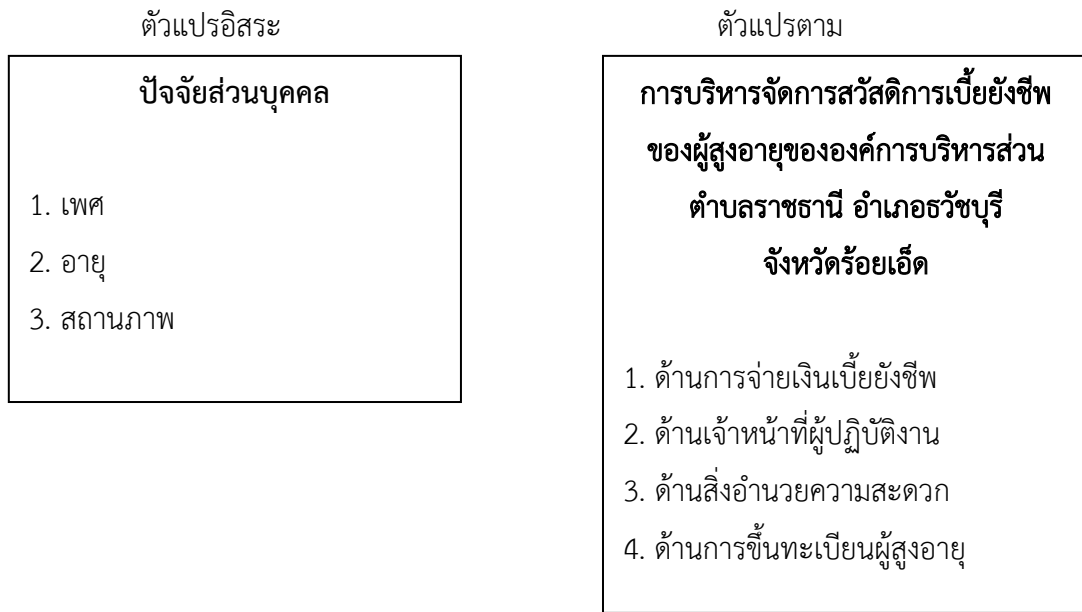 ตัวแปรอิสระ
ปัจจัยส่วนบุคคล
1. เพศ
2. อายุ
3. สถานภาพ
ตัวแปรตาม
การบริหารจัดการสวัสดิการเบี้ยยังชีพ
ของผู้สูงอายุขององค์การบริหารส่วน
ตำบลราชธานี อำเภอธวัชบุรี
จังหวัดร้อยเอ็ด
1. ด้านการจ่ายเงินเบี้ยยังชีพ
2. ด้านเจ้าหน้าที่ผู้ปฏิบัติงาน
3. ด้านสิ่งอำนวยความสะดวก
4. ด้านการขึ้นทะเบียนผู้สูงอายุ